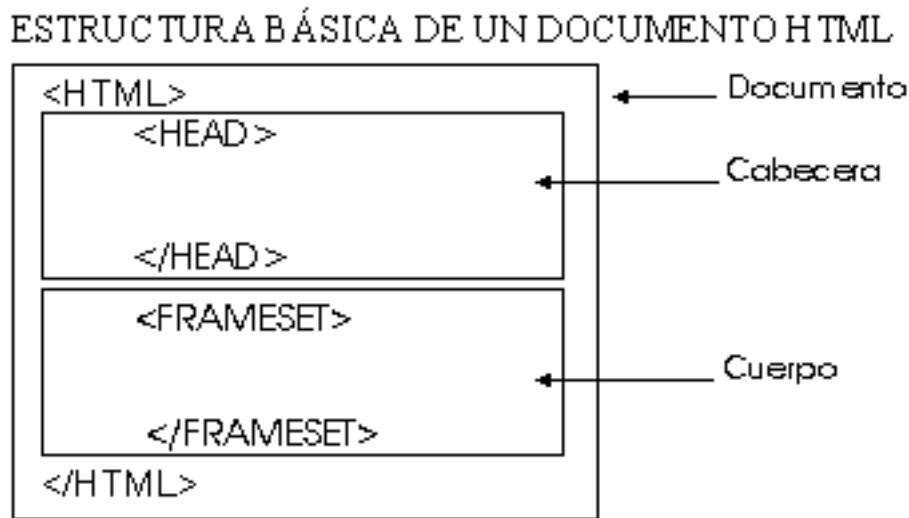 ESTRUCTURA BÁSICA DE UN DOCUMENTO HTML
<HTML>
Documento
<HEAD>
Cabecera
</HEAD>
<FRAMESET>
Cuerpo
</FRAMESET>
</HTML>